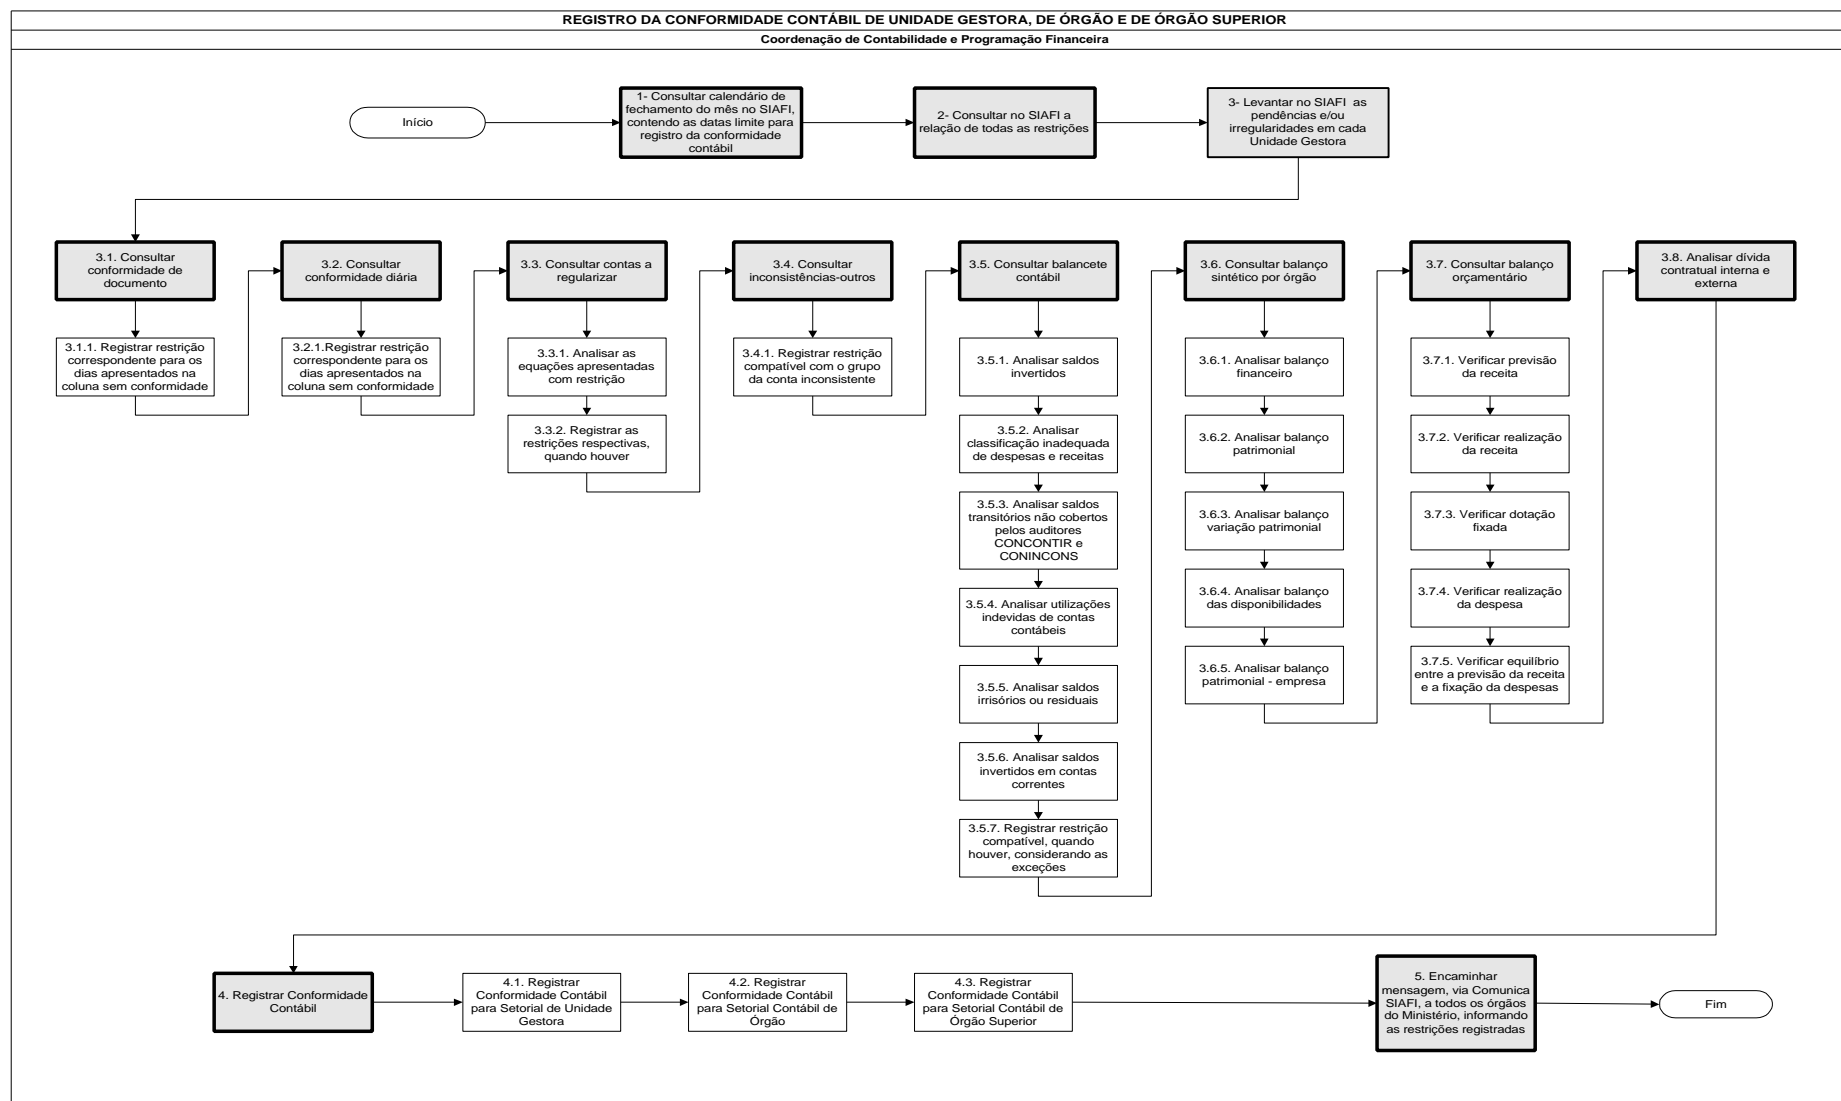 REGISTRO DA CONFORMIDADE CONTÁBIL DE UNIDADE GESTORA, DE ÓRGÃO E DE ÓRGÃO SUPERIOR
Coordenação de Contabilidade e Programação Financeira
Início
1- Consultar calendário de
fechamento do mês no SIAFI,
contendo as datas limite para
registro da conformidade
contábil
2- Consultar no SIAFI a
relação de todas as restrições
3- Levantar no SIAFI  as
pendências e/ou
irregularidades em cada
Unidade Gestora
3.1. Consultar
conformidade de
documento
3.2. Consultar
conformidade diária
3.3. Consultar contas a
regularizar
3.4. Consultar
inconsistências-outros
3.5. Consultar balancete
contábil
3.6. Consultar balanço
sintético por órgão
3.7. Consultar balanço
orçamentário
3.8. Analisar dívida
contratual interna e
externa
3.1.1. Registrar restrição
correspondente para os
dias apresentados na
coluna sem conformidade
3.2.1.Registrar restrição
correspondente para os
dias apresentados na
coluna sem conformidade
3.3.1. Analisar as
equações apresentadas
com restrição
3.3.2. Registrar as
restrições respectivas,
quando houver
3.4.1. Registrar restrição
compatível com o grupo
da conta inconsistente
3.5.1. Analisar saldos
invertidos
3.5.2. Analisar
classificação inadequada
de despesas e receitas
3.5.3. Analisar saldos
transitórios não cobertos
pelos auditores
CONCONTIR e
CONINCONS
3.5.4. Analisar utilizações
indevidas de contas
contábeis
3.5.5. Analisar saldos
irrisórios ou residuais
3.5.6. Analisar saldos
invertidos em contas
correntes
3.5.7. Registrar restrição
compatível, quando
houver, considerando as
exceções
3.6.1. Analisar balanço
financeiro
3.6.2. Analisar balanço
patrimonial
3.6.3. Analisar balanço
variação patrimonial
3.6.4. Analisar balanço
das disponibilidades
3.6.5. Analisar balanço
patrimonial - empresa
3.7.1. Verificar previsão
da receita
3.7.2. Verificar realização
da receita
3.7.3. Verificar dotação
fixada
3.7.4. Verificar realização
da despesa
3.7.5. Verificar equilíbrio
entre a previsão da receita
e a fixação da despesas
4. Registrar Conformidade
Contábil
4.1. Registrar
Conformidade Contábil
para Setorial de Unidade
Gestora
4.2. Registrar
Conformidade Contábil
para Setorial Contábil de
Órgão
4.3. Registrar
Conformidade Contábil
para Setorial Contábil de
Órgão Superior
5. Encaminhar
mensagem, via Comunica
SIAFI, a todos os órgãos
do Ministério, informando
as restrições registradas
Fim